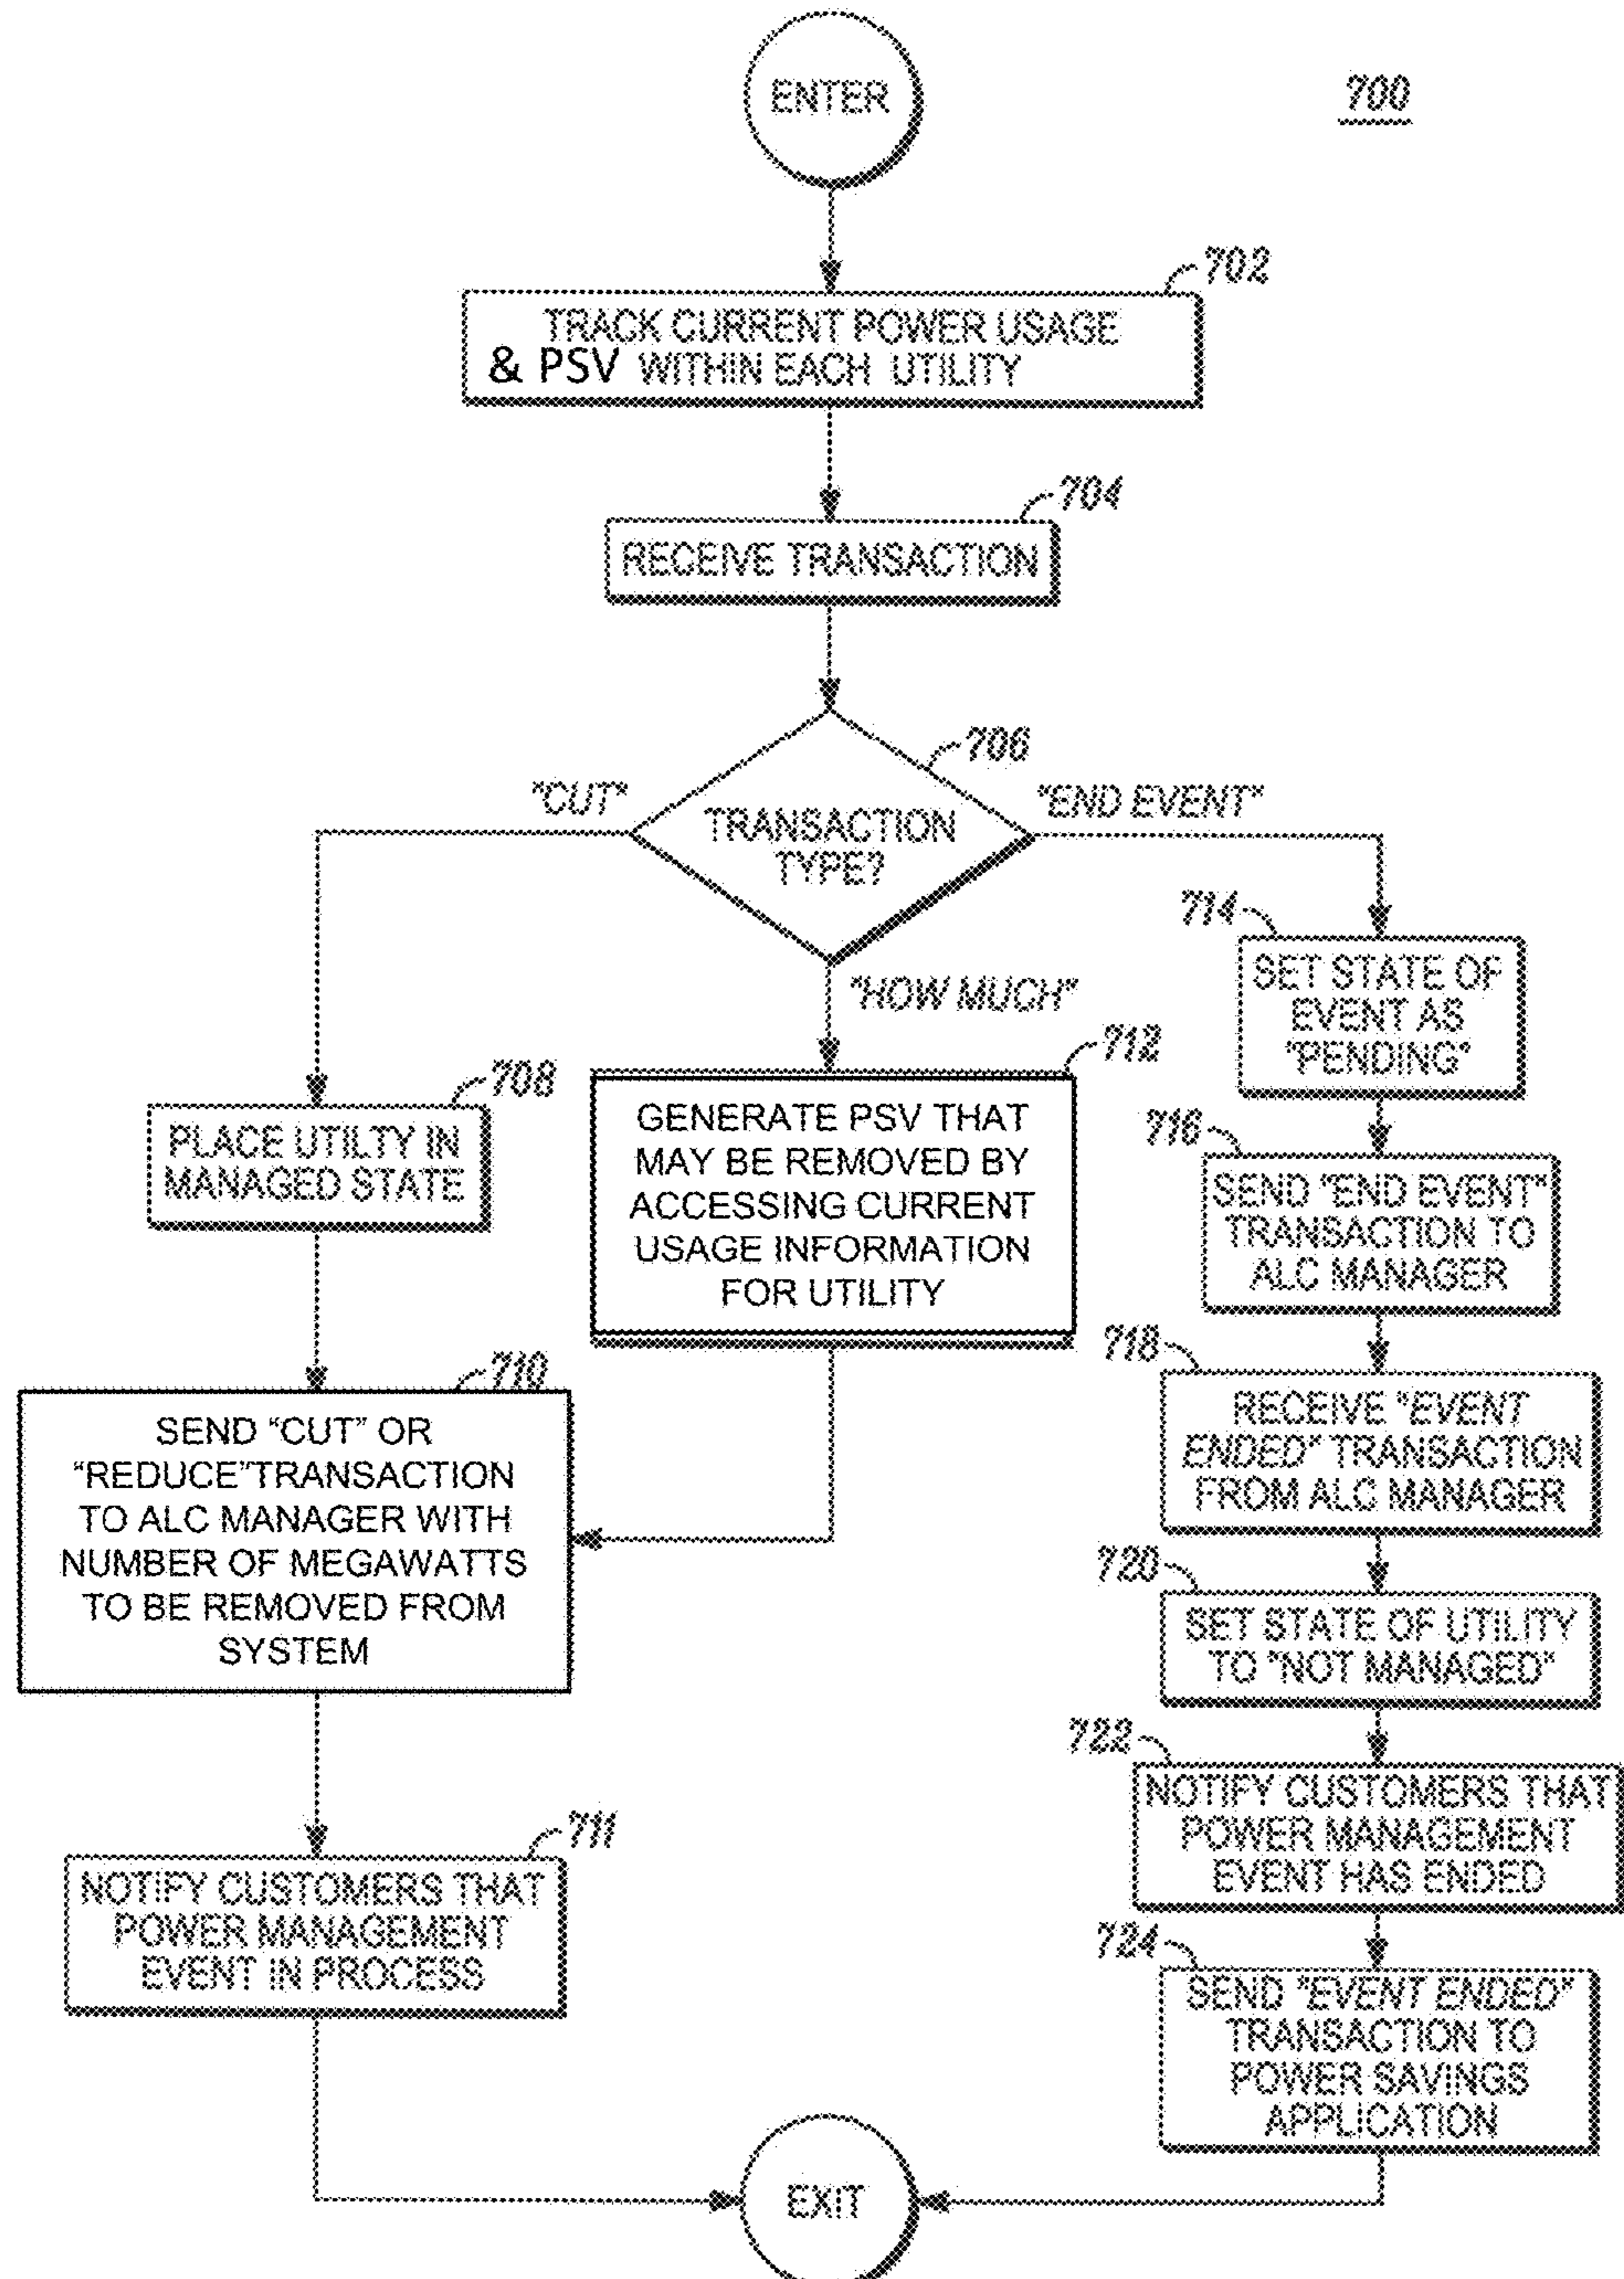 ENTER
700
702
TRACK CURRENT POWER USAGE
& PSV WITHIN EACH UTILITY
704
RECEIVE TRANSACTION
706
"CUT"
TRANSACTION
TYPE?
"END EVENT"
"HOW MUCH"
708
PLACE UTILTY IN
MANAGED STATE
712
GENERATE PSV THAT
MAY BE REMOVED BY
ACCESSING CURRENT
USAGE INFORMATION
FOR UTILITY
710
SEND "CUT" OR
"REDUCE"TRANSACTION
TO ALC MANAGER WITH
NUMBER OF MEGAWATTS
TO BE REMOVED FROM
SYSTEM
711
NOTIFY CUSTOMERS THAT
POWER MANAGEMENT
EVENT IN PROCESS
714
SET STATE OF
EVENT AS
"PENDING"
716
SEND "END EVENT"
TRANSACTION TO
ALC MANAGER
718
RECEIVE "EVENT
ENDED" TRANSACTION
FROM ALC MANAGER
720
SET STATE OF UTILITY
TO "NOT MANAGED"
722
NOTIFY CUSTOMERS THAT
POWER MANAGEMENT
EVENT HAS ENDED
724
SEND "EVENT ENDED"
TRANSACTION TO
POWER SAVINGS
APPLICATION
EXIT